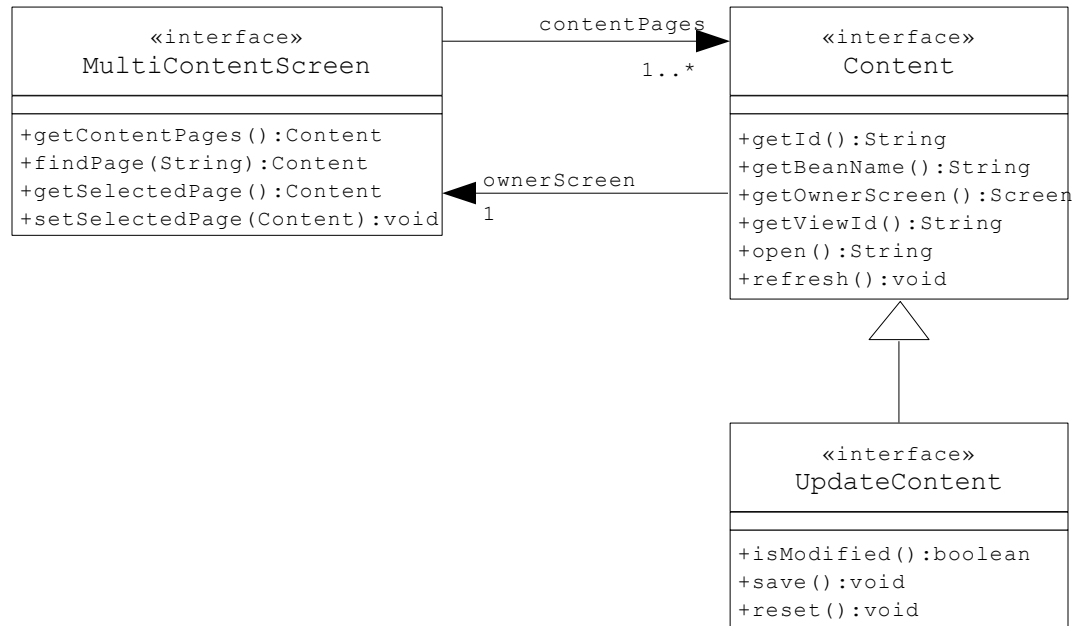 «interface»
MultiContentScreen
+getContentPages():Content
+findPage(String):Content
+getSelectedPage():Content
+setSelectedPage(Content):void
contentPages
1..*
ownerScreen
1
«interface»
Content
+getId():String
+getBeanName():String
+getOwnerScreen():Screen
+getViewId():String
+open():String
+refresh():void
«interface»
UpdateContent
+isModified():boolean
+save():void
+reset():void